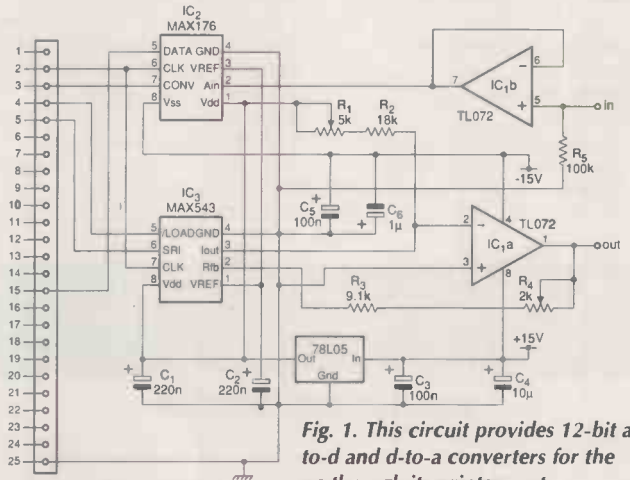 IC2
MAX176
5 DATA GND 4
6 CLK VREF 3
7 CONV Ain 2
8 Vss Vdd 1
1
2
3
4
5
6
7
8
9
10
11
12
13
14
15
16
17
18
19
20
21
22
23
24
25
7
IC1b
6
5
−
+
TL072
in
R1
5k
R2
18k
R5
100k
-15V
C5
100n
+
C6
1µ
+
IC3
MAX543
5 /LOADGND 4
6 SRI Iout 3
7 CLK Rfb 2
8 Vdd VREF 1
TL072
2
3
−
+
IC1a
4
8
1
out
R3
9.1k
R4
2k
+15V
78L05
Out In
Gnd
+
C1
220n
+
C2
220n
+
C3
100n
+
C4
10µ
Fig. 1. This circuit provides 12-bit a-
to-d and d-to-a converters for the